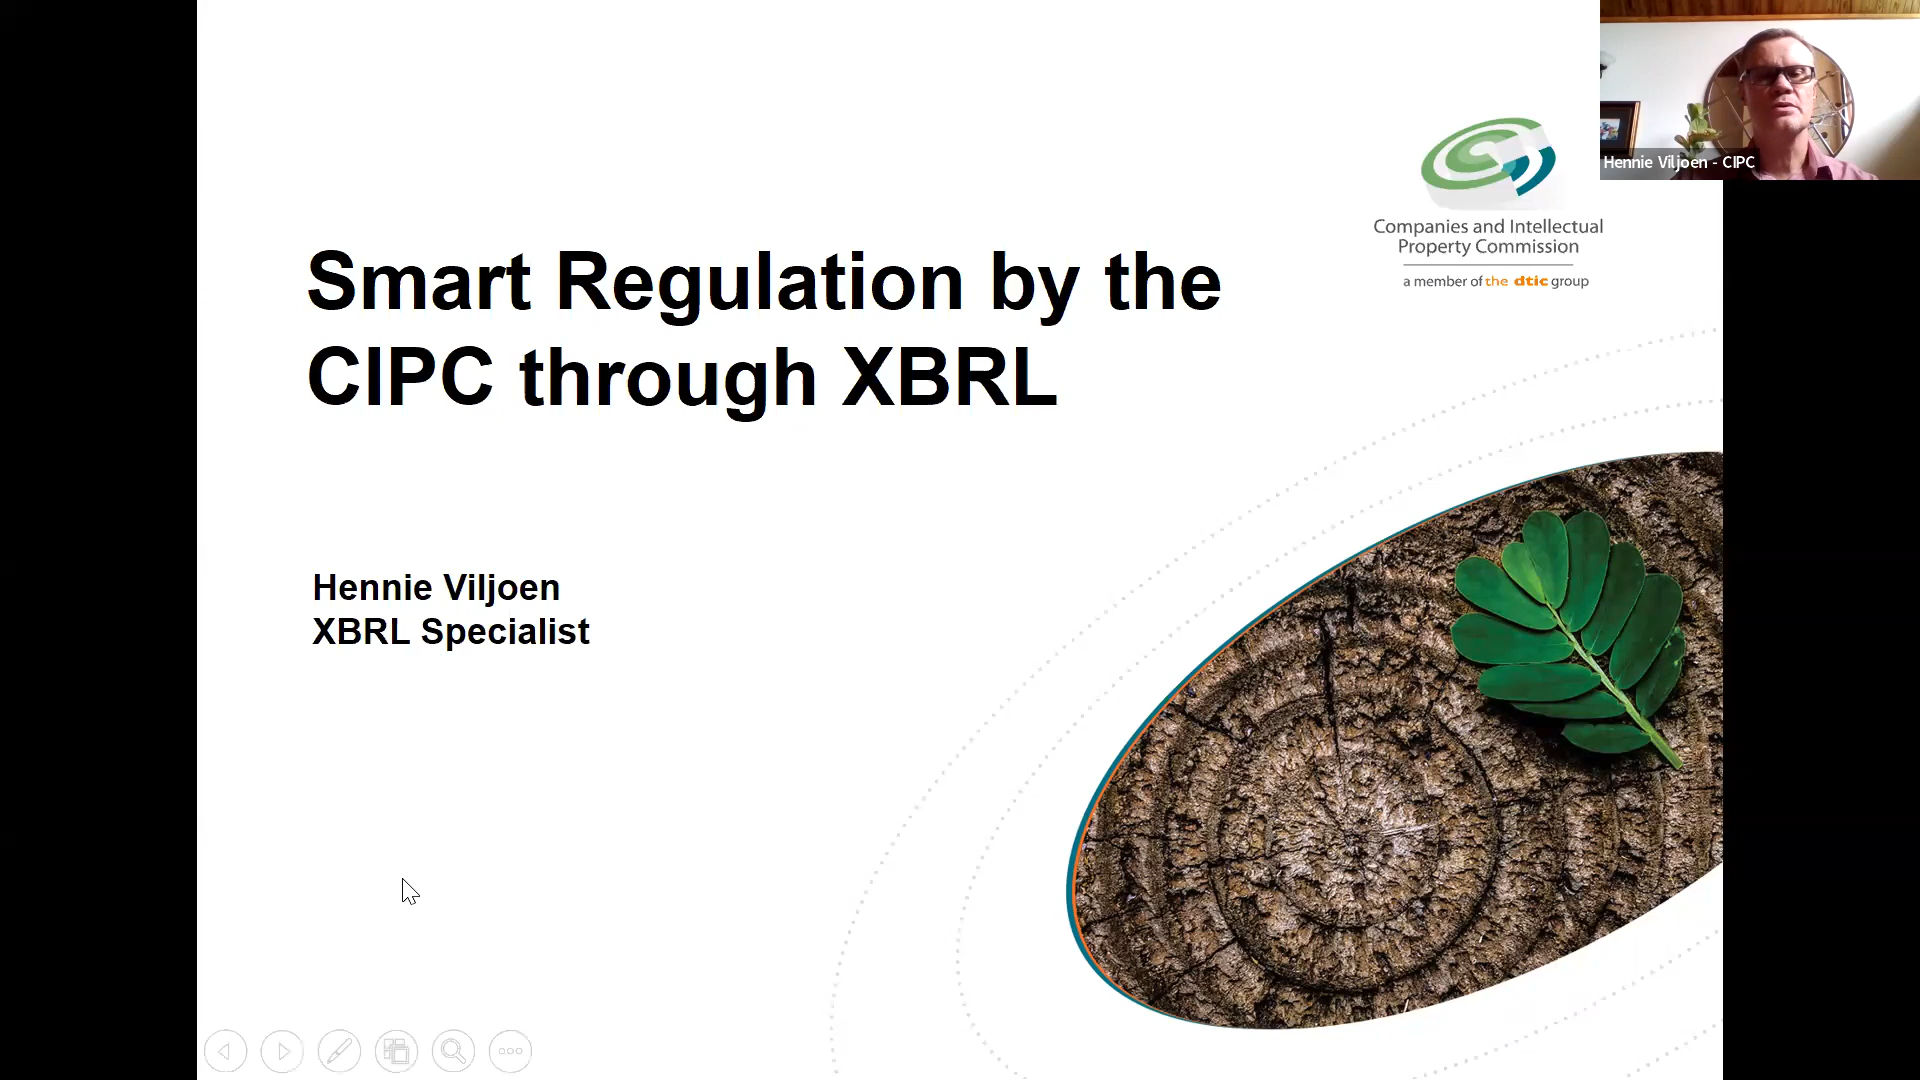 Smart Regulation by the
CIPC through XBRL
Hennie Viljoen
XBRL Specialist
Companies and Intellectual
Property Commission
a member of the dtic group
Hennie Viljoen - CIPC